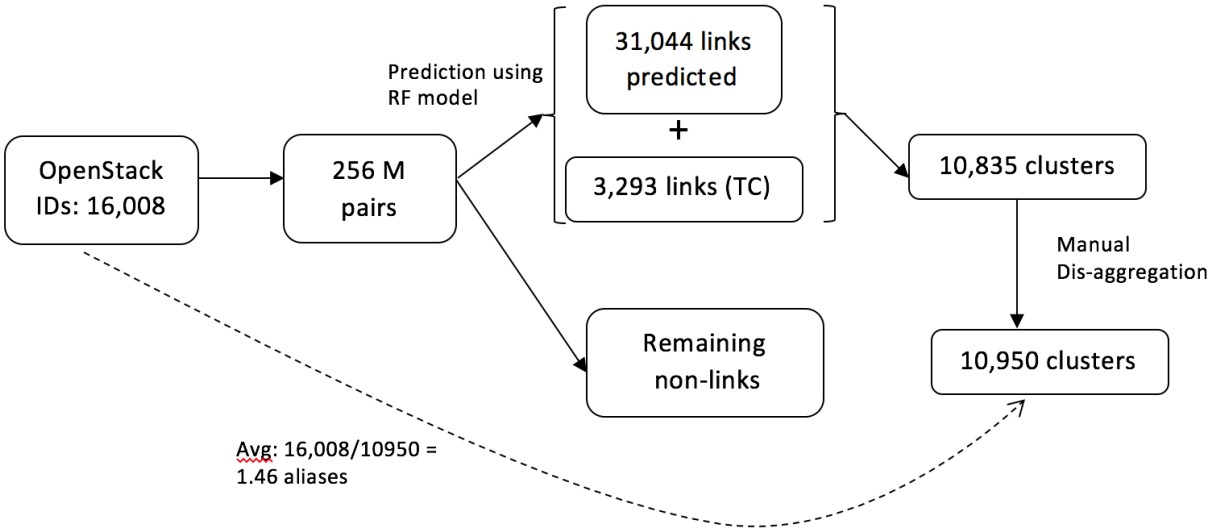 OpenStack
IDs: 16,008
256 M
pairs
Prediction using
RF model
31,044 links
predicted
+
3,293 links (TC)
Remaining
non-links
10,835 clusters
Manual
Dis-aggregation
10,950 clusters
Avg: 16,008/10950 =
1.46 aliases